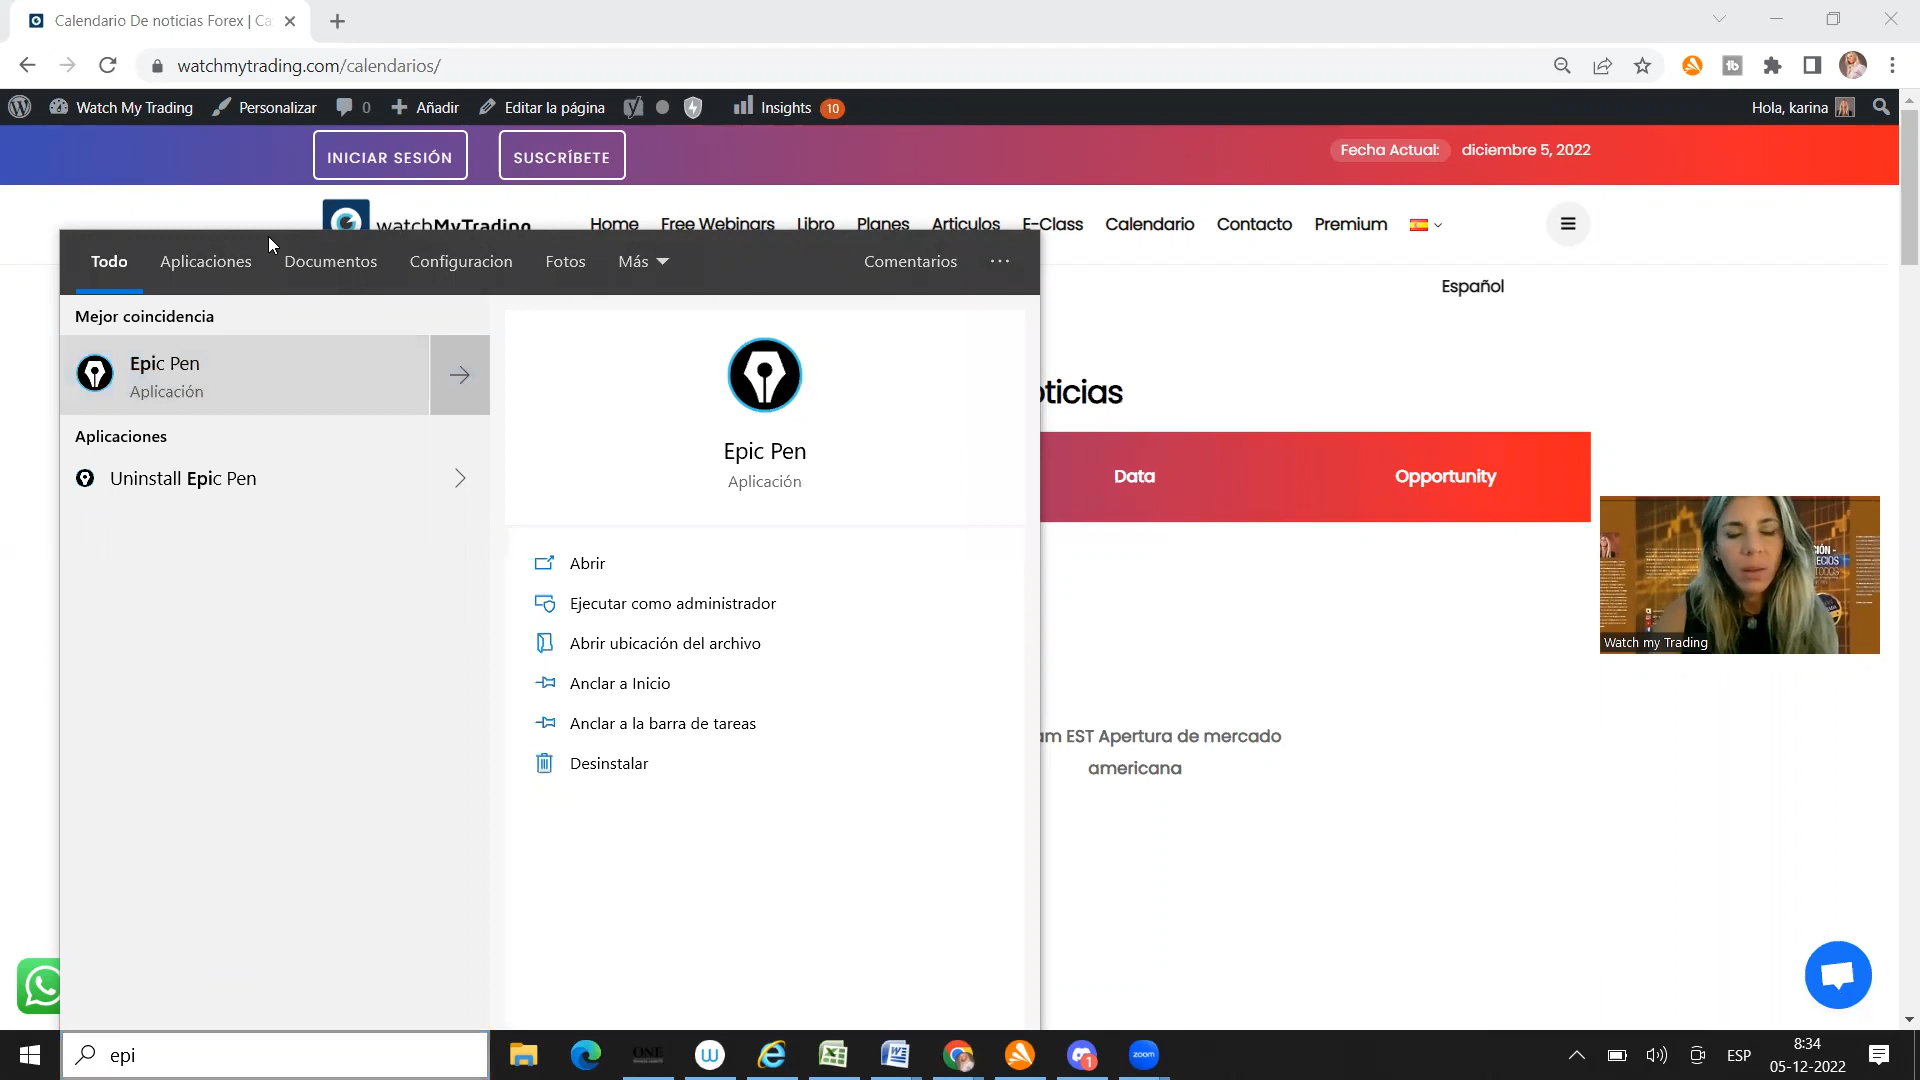 Calendario De noticias Forex | Ca
watchmytrading.com/calendarios/
Watch My Trading
Personalizar
0
Añadir
Editar la página
Insights 10
Hola, karina
INICIAR SESIÓN
SUSCRÍBETE
Fecha Actual: diciembre 5, 2022
watchMyTrading
Home
Free Webinars
Libro
Planes
Articulos
E-Class
Calendario
Contacto
Premium
Español
Todo
Aplicaciones
Documentos
Configuracion
Fotos
Más
Comentarios
Mejor coincidencia
Epic Pen
Aplicación
Aplicaciones
Uninstall Epic Pen
Epic Pen
Aplicación
Abrir
Ejecutar como administrador
Abrir ubicación del archivo
Anclar a Inicio
Anclar a la barra de tareas
Desinstalar
oticias
Data
Opportunity
am EST Apertura de mercado
americana
Watch my Trading
epi
ONE
zoom
1
ESP
8:34
05-12-2022